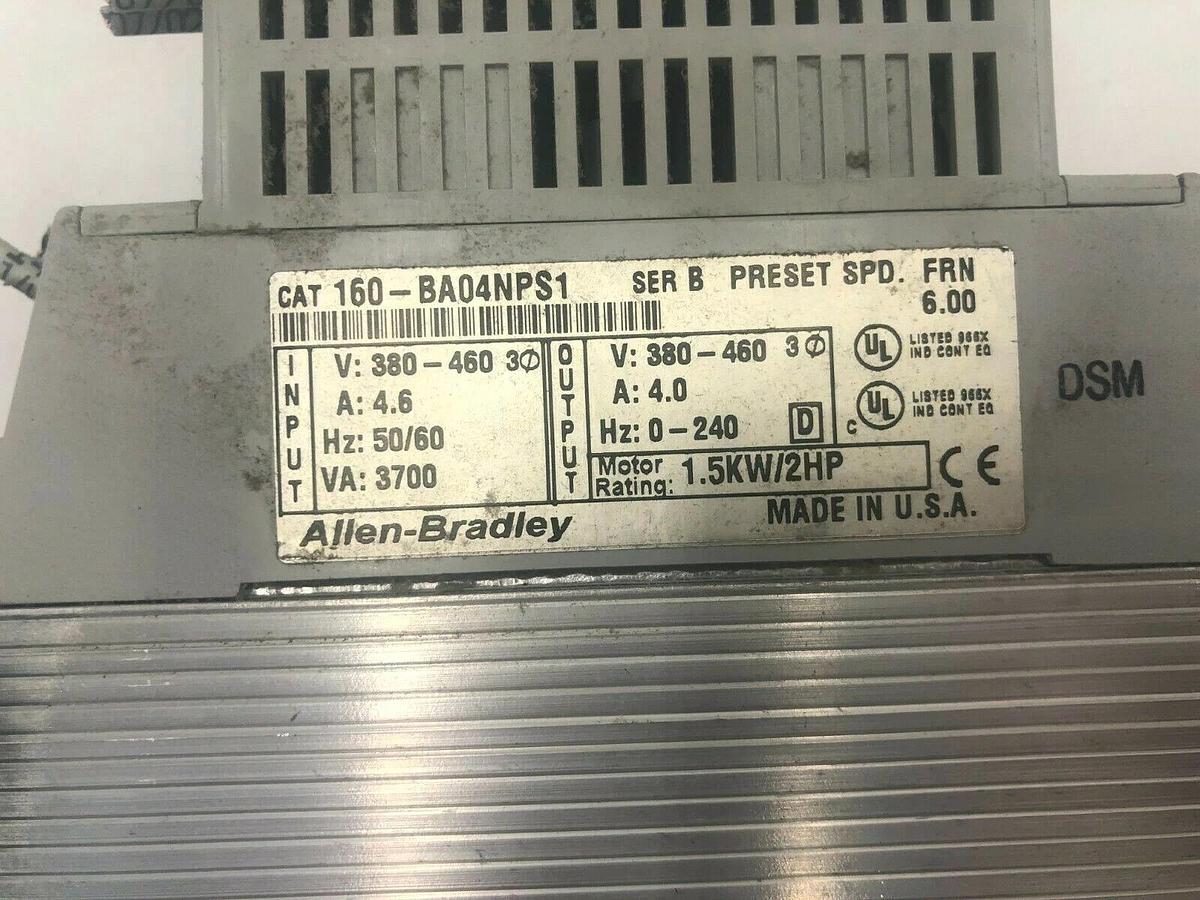 07/02
CAT 160-BA04NPS1 SER B PRESET SPD. FRN
6.00
INPUT
V: 380-460 3Ø
A: 4.6
Hz: 50/60
VA: 3700
OUTPUT
V: 380-460 3Ø
A: 4.0
Hz: 0-240 D
Motor
Rating: 1.5KW/2HP
UL LISTED 966X
IND CONT EQ
C UL LISTED 966X
IND CONT EQ
CE
Allen-Bradley
MADE IN U.S.A.
DSM